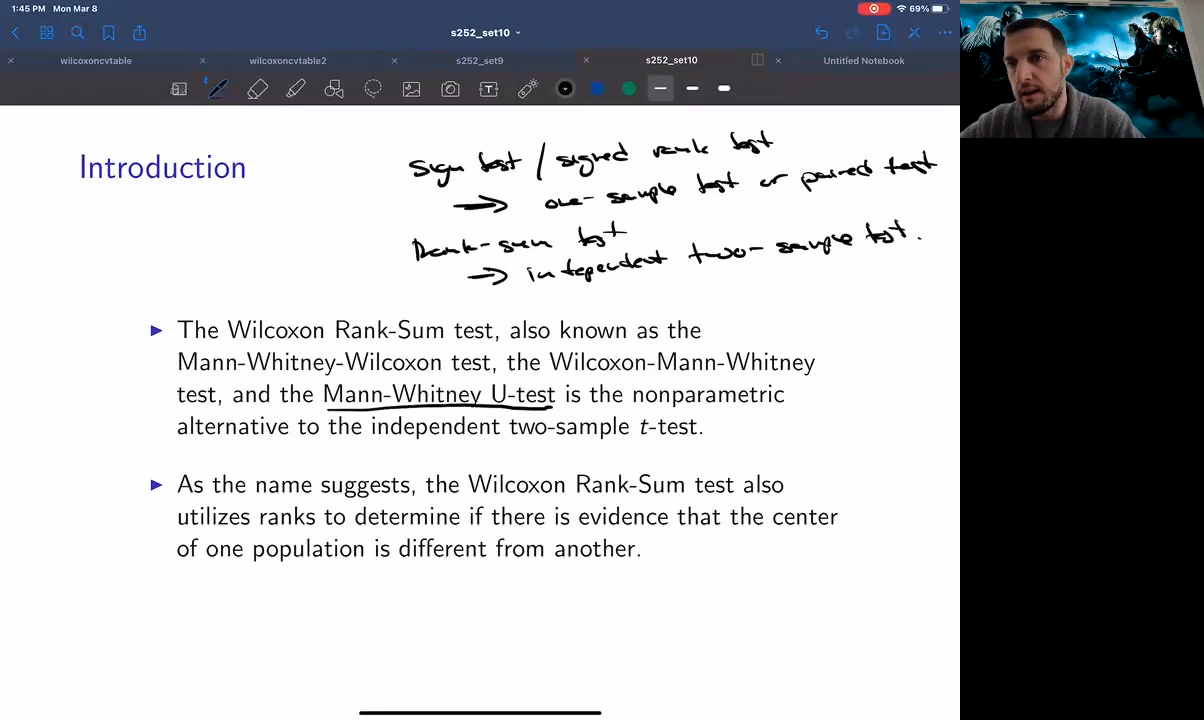 1:45 PM Mon Mar 8
69%
s252_set10
wilcoxoncvtable
wilcoxoncvtable2
s252_set9
s252_set10
Untitled Notebook
Introduction
Sign test / signed rank test
→ one-sample test or paired test
Rank-sum test
→ independent two-sample test.
▶ The Wilcoxon Rank-Sum test, also known as the
Mann-Whitney-Wilcoxon test, the Wilcoxon-Mann-Whitney
test, and the Mann-Whitney U-test is the nonparametric
alternative to the independent two-sample t-test.
▶ As the name suggests, the Wilcoxon Rank-Sum test also
utilizes ranks to determine if there is evidence that the center
of one population is different from another.